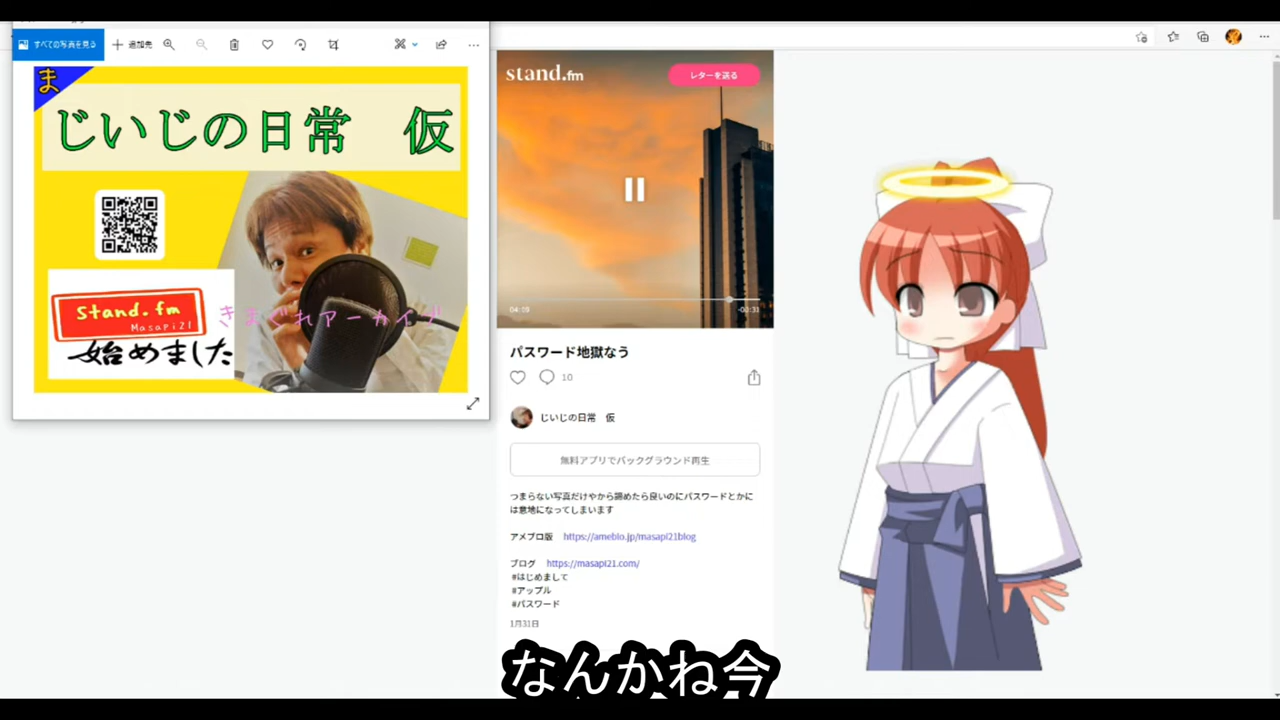 すべての写真を見る
追加先
ま
じいじの日常 仮
stand.fm
Masapi21
始めました
きまぐれアーカイブ
stand.fm
レターを送る
04:19
-00:31
パスワード地獄なう
10
じいじの日常 仮
無料アプリでバックグラウンド再生
つまらない写真だけやから諦めたら良いのにパスワードとかに
は意地になってしまいます
アメブロ版 https://ameblo.jp/masapi21blog
ブログ https://masapi21.com/
#はじめまして
#アップル
#パスワード
1月31日
なんかね今